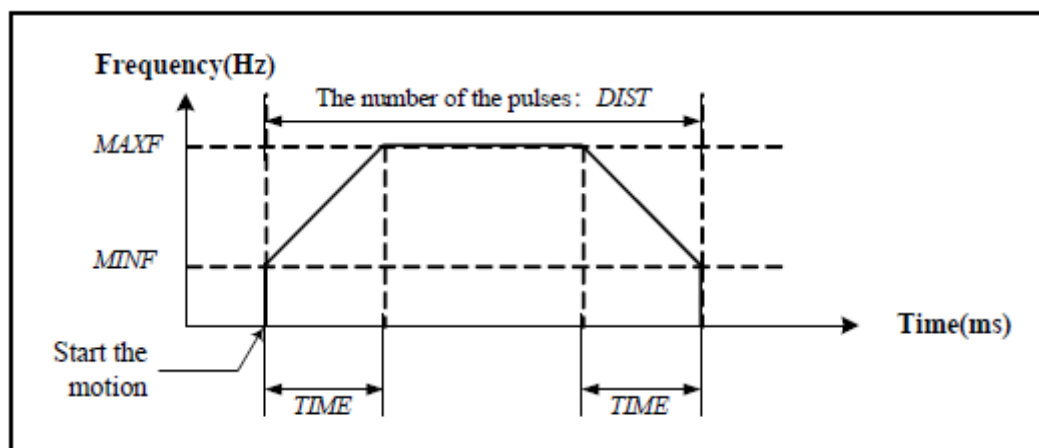 Frequency(Hz)
The number of the pulses: DIST
MAXF
MINF
Time(ms)
Start the
motion
TIME
TIME